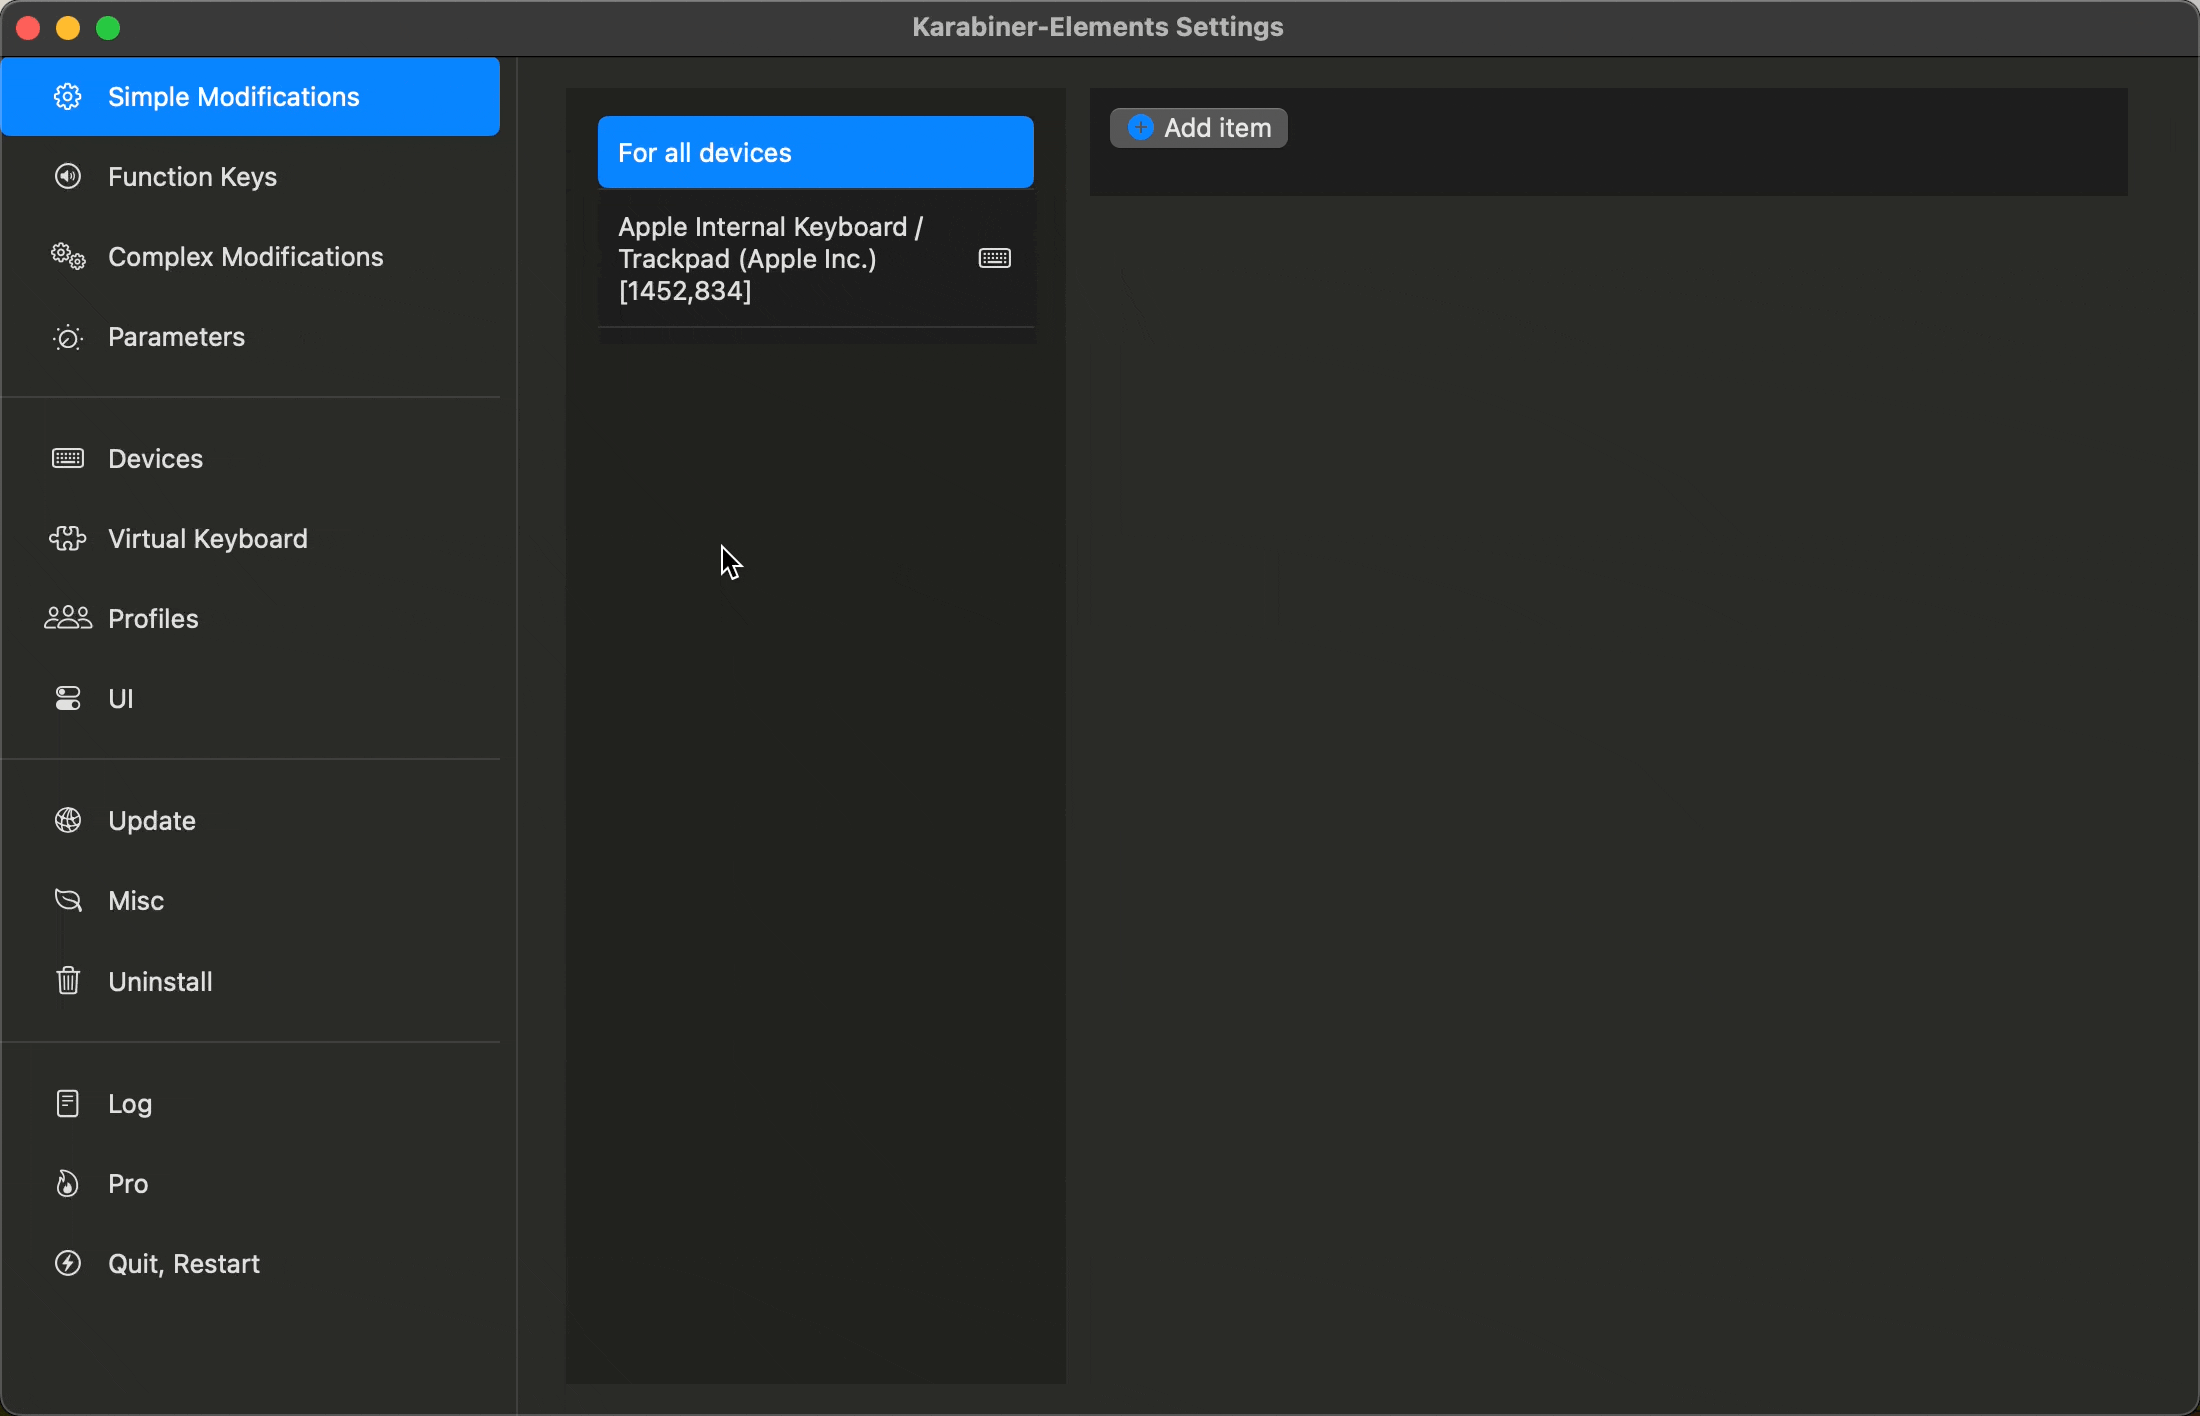 Karabiner-Elements Settings
Simple Modifications
Function Keys
Complex Modifications
Parameters
Devices
Virtual Keyboard
Profiles
UI
Update
Misc
Uninstall
Log
Pro
Quit, Restart
For all devices
Apple Internal Keyboard /
Trackpad (Apple Inc.)
[1452,834]
Add item